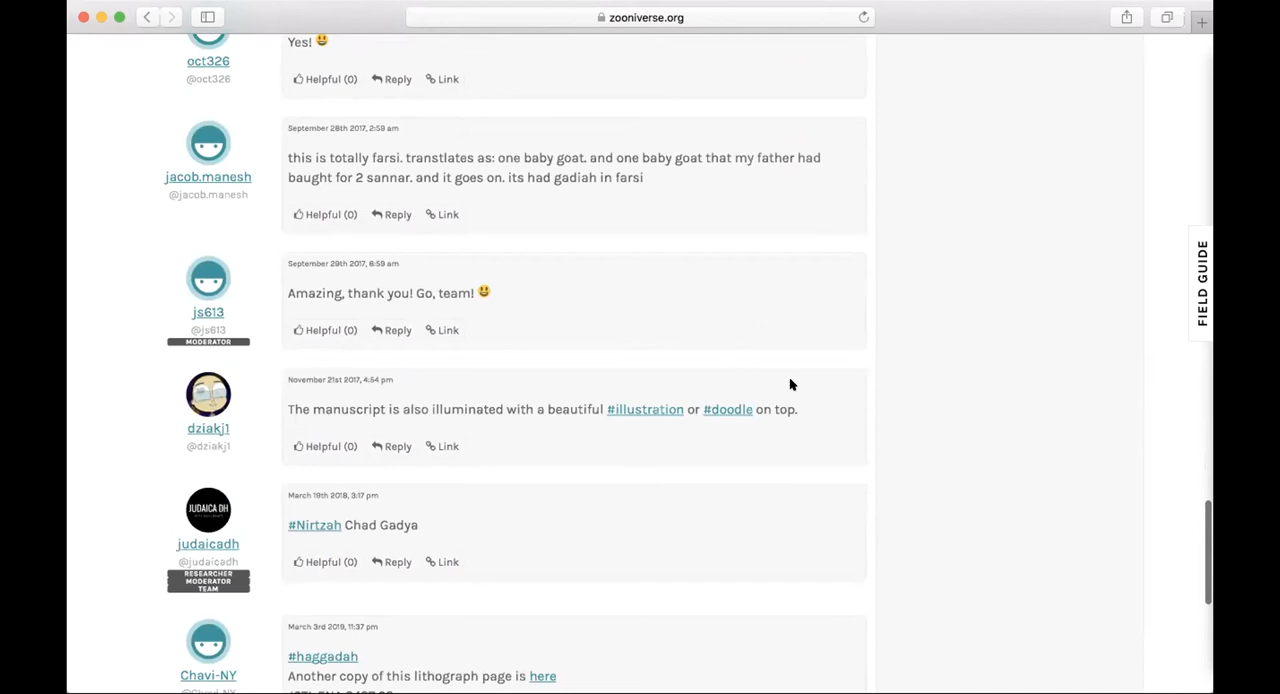 zooniverse.org
Yes! 😃
oct326
@oct326
Helpful (0) Reply Link
September 28th 2017, 2:59 am
this is totally farsi. transtlates as: one baby goat. and one baby goat that my father had
baught for 2 sannar. and it goes on. its had gadiah in farsi
jacob.manesh
@jacob.manesh
Helpful (0) Reply Link
September 29th 2017, 6:59 am
Amazing, thank you! Go, team! 😃
js613
@js613
MODERATOR
Helpful (0) Reply Link
November 21st 2017, 4:54 pm
The manuscript is also illuminated with a beautiful #illustration or #doodle on top.
dziakj1
@dziakj1
Helpful (0) Reply Link
March 19th 2018, 3:17 pm
JUDAICA DH
#Nirtzah Chad Gadya
judaicadh
@judaicadh
RESEARCHER
MODERATOR
TEAM
Helpful (0) Reply Link
March 3rd 2019, 11:37 pm
#haggadah
Another copy of this lithograph page is here
Chavi-NY
FIELD GUIDE